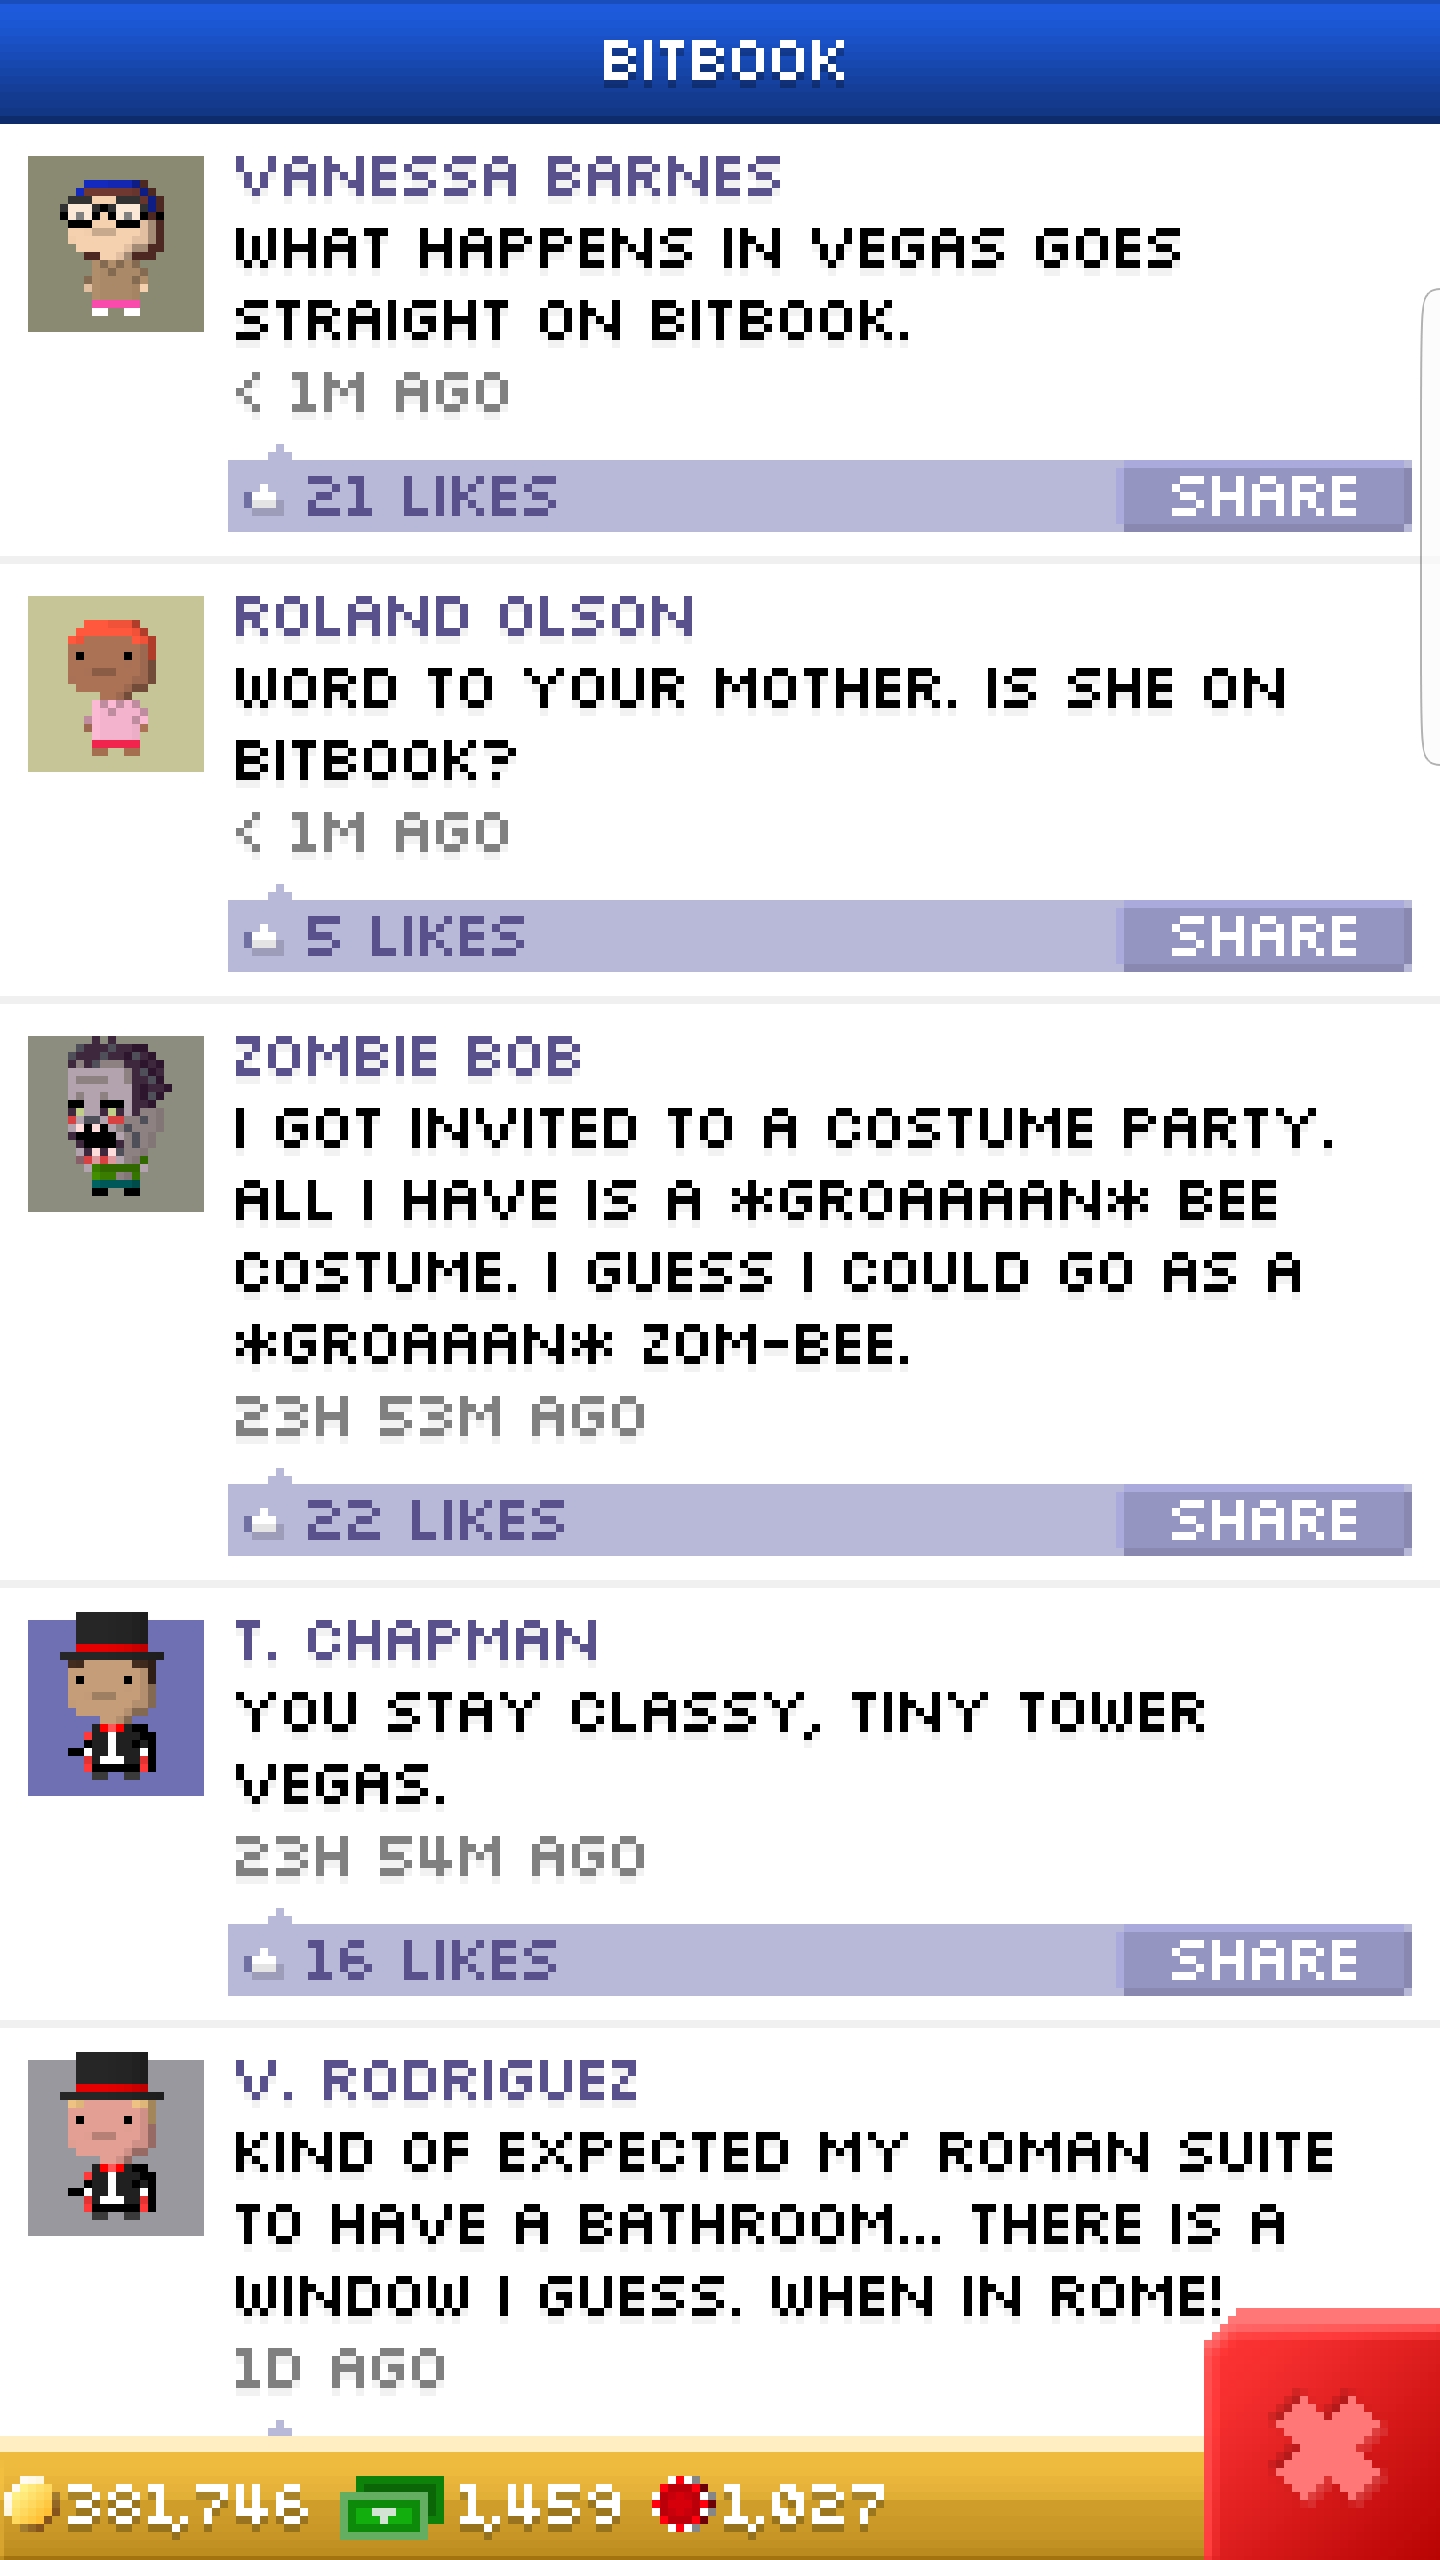 BITBOOK
VANESSA BARNES
WHAT HAPPENS IN VEGAS GOES
STRAIGHT ON BITBOOK.
< 1M AGO
21 LIKES
SHARE
ROLAND OLSON
WORD TO YOUR MOTHER. IS SHE ON
BITBOOK?
< 1M AGO
5 LIKES
SHARE
ZOMBIE BOB
I GOT INVITED TO A COSTUME PARTY.
ALL I HAVE IS A *GROAAAAN* BEE
COSTUME. I GUESS I COULD GO AS A
*GROAAAN* ZOM-BEE.
23H 53M AGO
22 LIKES
SHARE
T. CHAPMAN
YOU STAY CLASSY, TINY TOWER
VEGAS.
23H 54M AGO
16 LIKES
SHARE
V. RODRIGUEZ
KIND OF EXPECTED MY ROMAN SUITE
TO HAVE A BATHROOM... THERE IS A
WINDOW I GUESS. WHEN IN ROME!
1D AGO
381,746 1,459 1,027